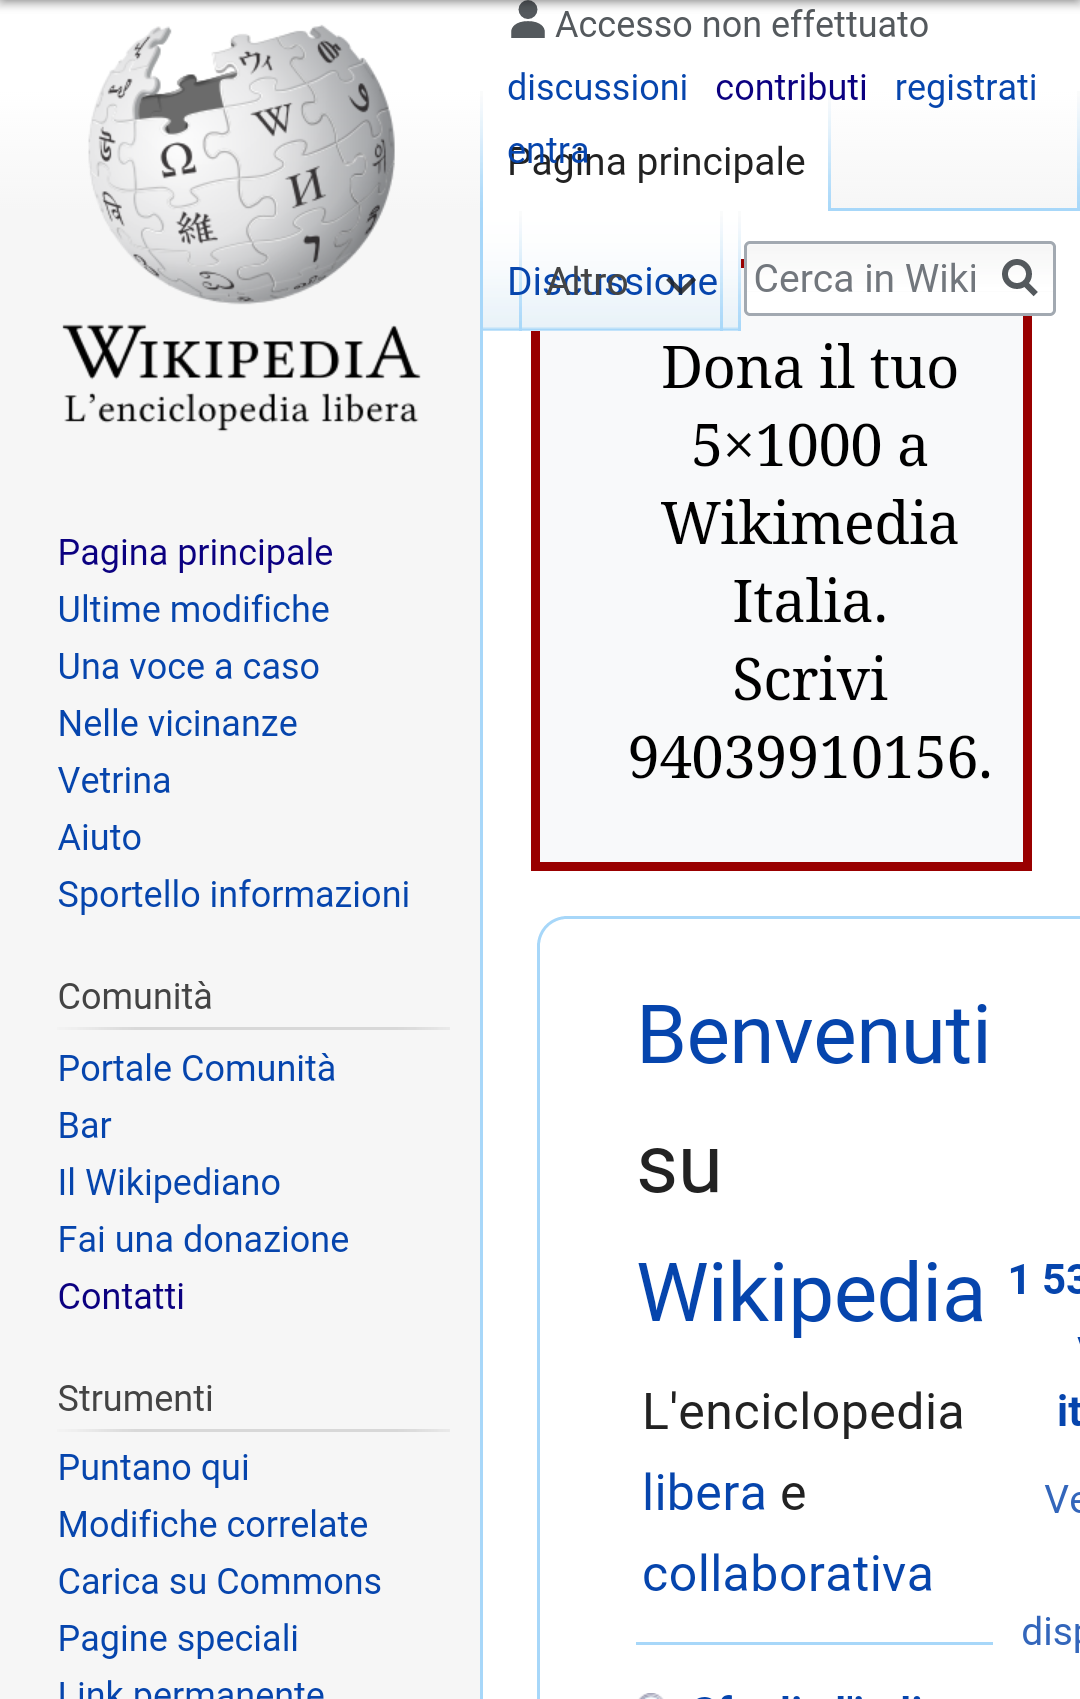 WIKIPEDIA
L'enciclopedia libera
Pagina principale
Ultime modifiche
Una voce a caso
Nelle vicinanze
Vetrina
Aiuto
Sportello informazioni
Comunità
Portale Comunità
Bar
Il Wikipediano
Fai una donazione
Contatti
Strumenti
Puntano qui
Modifiche correlate
Carica su Commons
Pagine speciali
Link permanente
Accesso non effettuato
discussioni contributi registrati
entra
Pagina principale
Discussione
Altro
Cerca in Wiki
Dona il tuo
5×1000 a
Wikimedia
Italia.
Scrivi
94039910156.
Benvenuti
su
Wikipedia
L'enciclopedia
libera e
collaborativa
1 53
it
Ve
disp